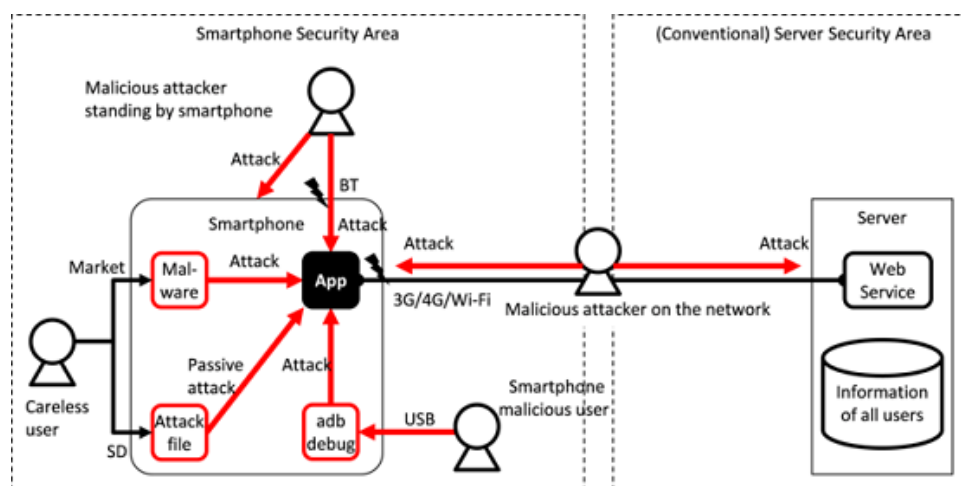 Smartphone Security Area
(Conventional) Server Security Area
Malicious attacker
standing by smartphone
Attack
BT
Smartphone
Attack
Server
Market
Mal-
ware
Attack
App
Attack
Attack
Web
Service
3G/4G/Wi-Fi
Malicious attacker on the network
Passive
attack
Attack
Smartphone
malicious user
Information
of all users
Careless
user
SD
Attack
file
adb
debug
USB